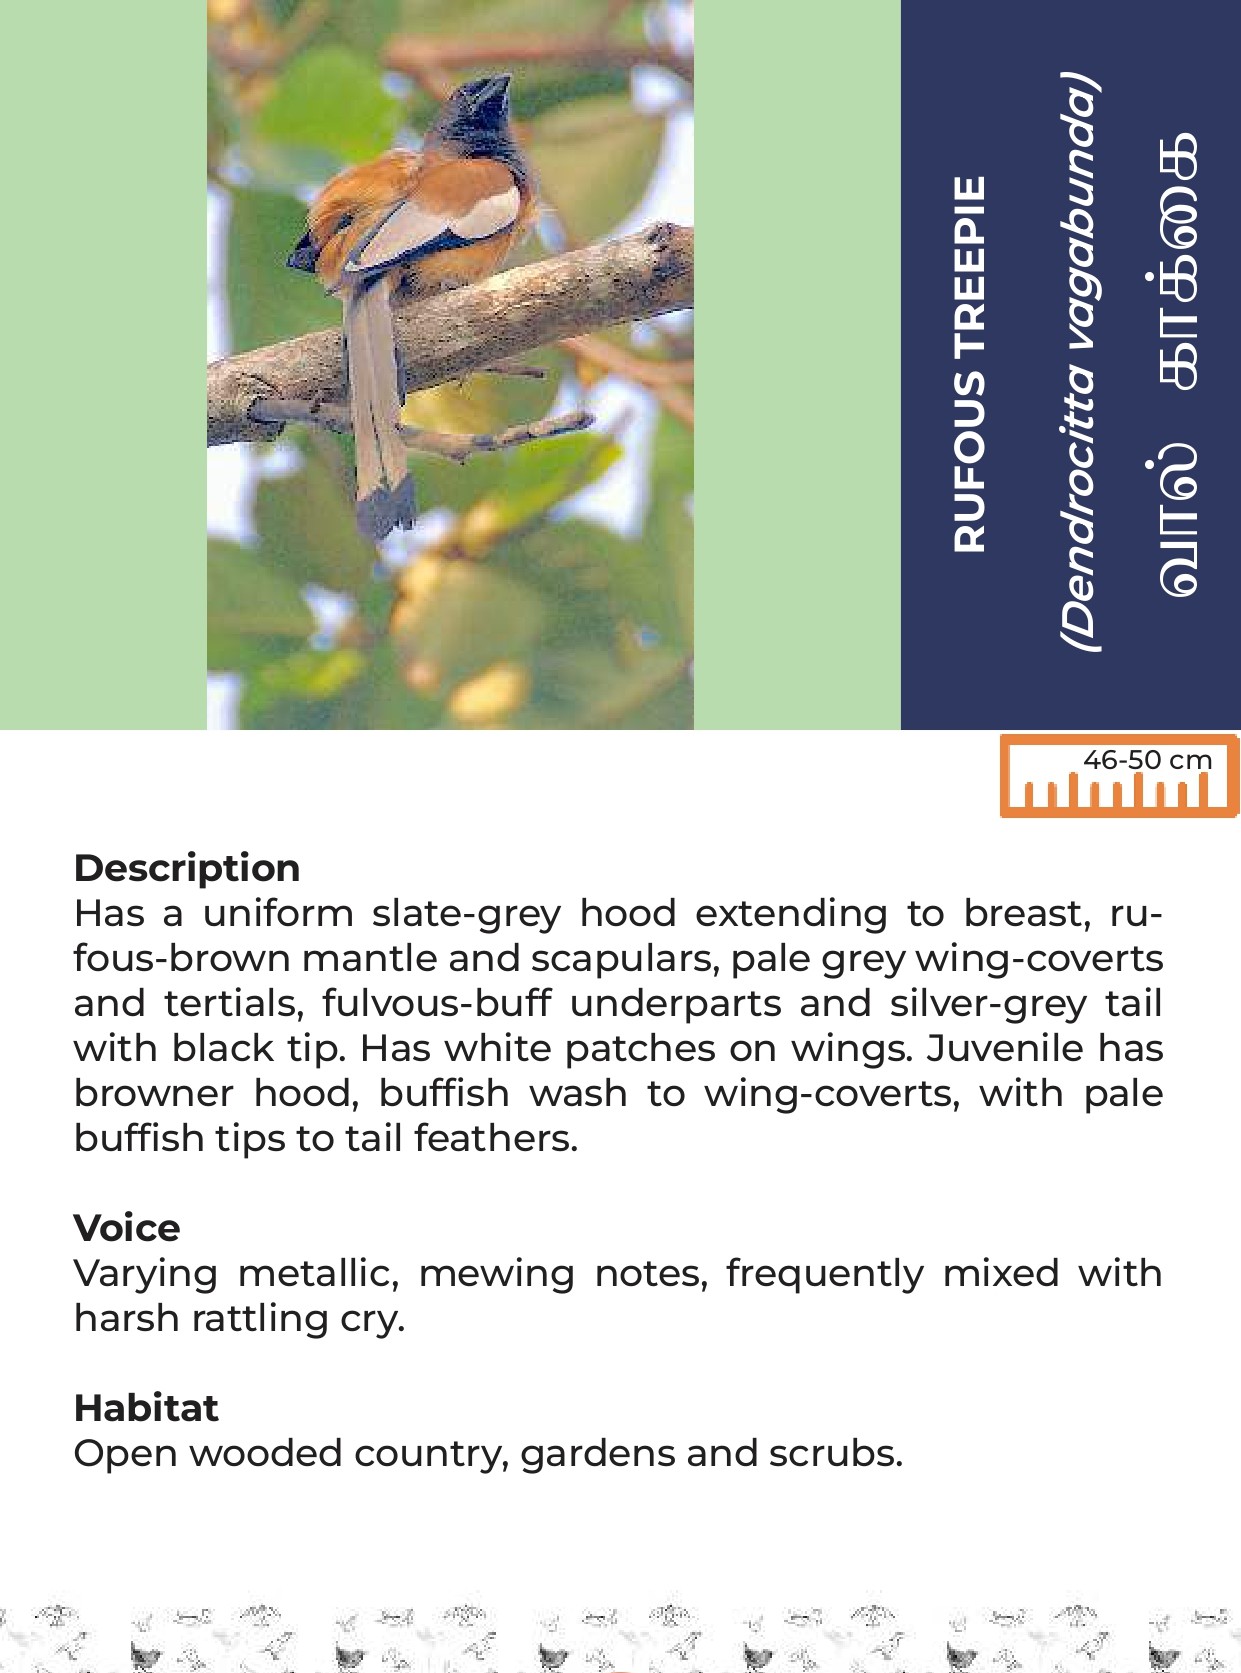 RUFOUS TREEPIE
(Dendrocitta vagabunda)
வால் காக்கை
46-50 cm
Description
Has a uniform slate-grey hood extending to breast, ru-
fous-brown mantle and scapulars, pale grey wing-coverts
and tertials, fulvous-buff underparts and silver-grey tail
with black tip. Has white patches on wings. Juvenile has
browner hood, buffish wash to wing-coverts, with pale
buffish tips to tail feathers.
Voice
Varying metallic, mewing notes, frequently mixed with
harsh rattling cry.
Habitat
Open wooded country, gardens and scrubs.